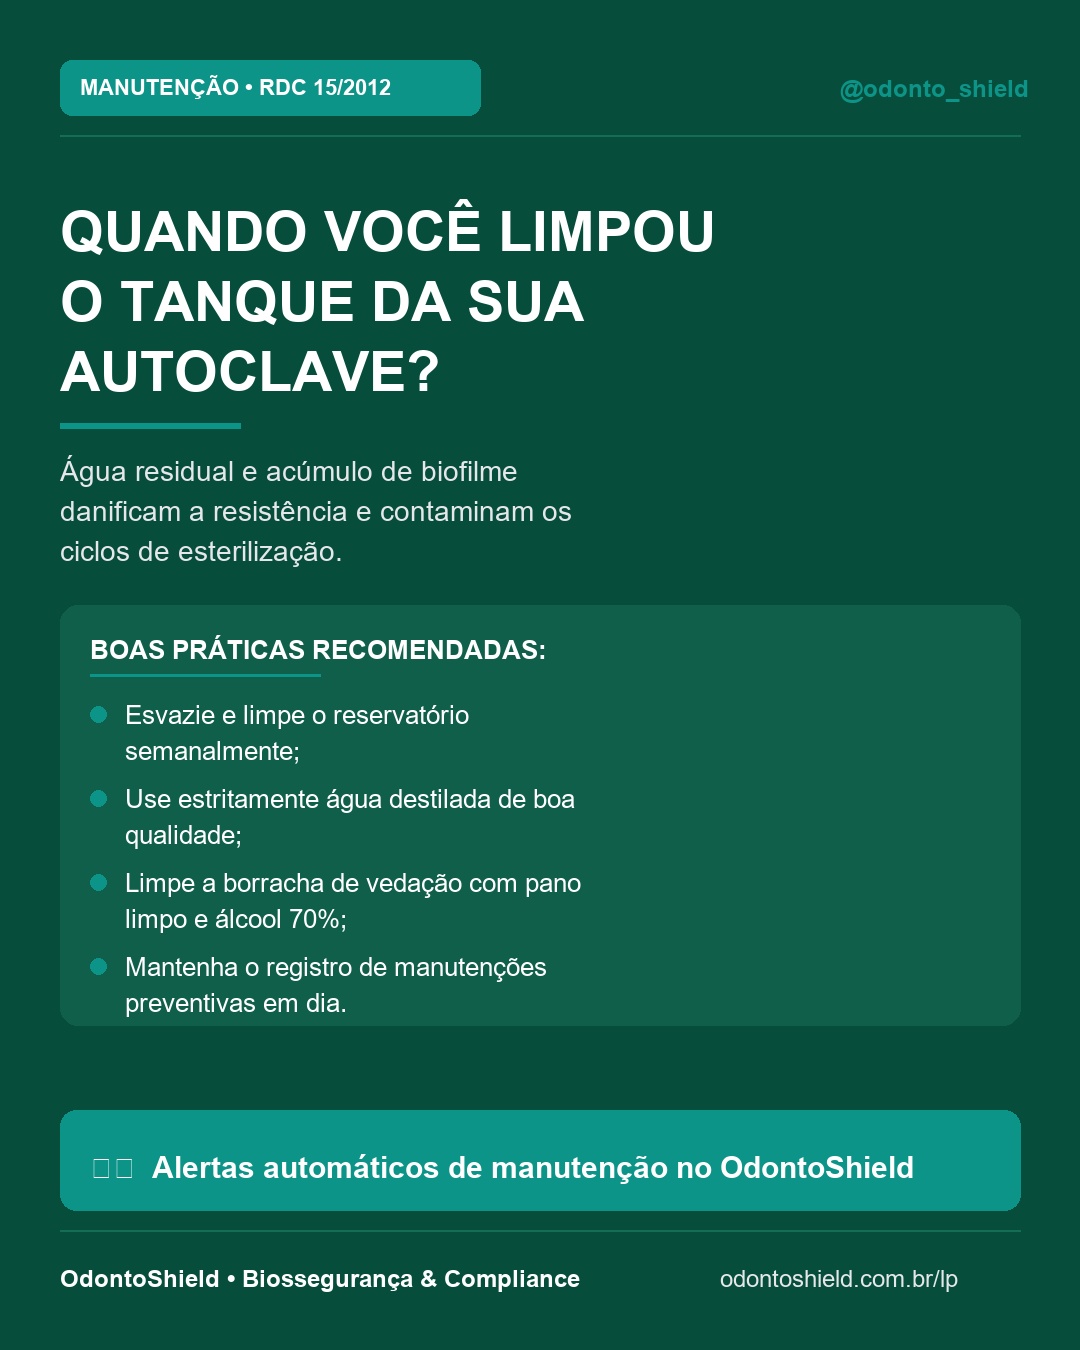 MANUTENÇÃO • RDC 15/2012
@odonto_shield
QUANDO VOCÊ LIMPOU
O TANQUE DA SUA
AUTOCLAVE?
Água residual e acúmulo de biofilme
danificam a resistência e contaminam os
ciclos de esterilização.
BOAS PRÁTICAS RECOMENDADAS:
Esvazie e limpe o reservatório
semanalmente;
Use estritamente água destilada de boa
qualidade;
Limpe a borracha de vedação com pano
limpo e álcool 70%;
Mantenha o registro de manutenções
preventivas em dia.
Alertas automáticos de manutenção no OdontoShield
OdontoShield • Biossegurança & Compliance
odontoshield.com.br/lp